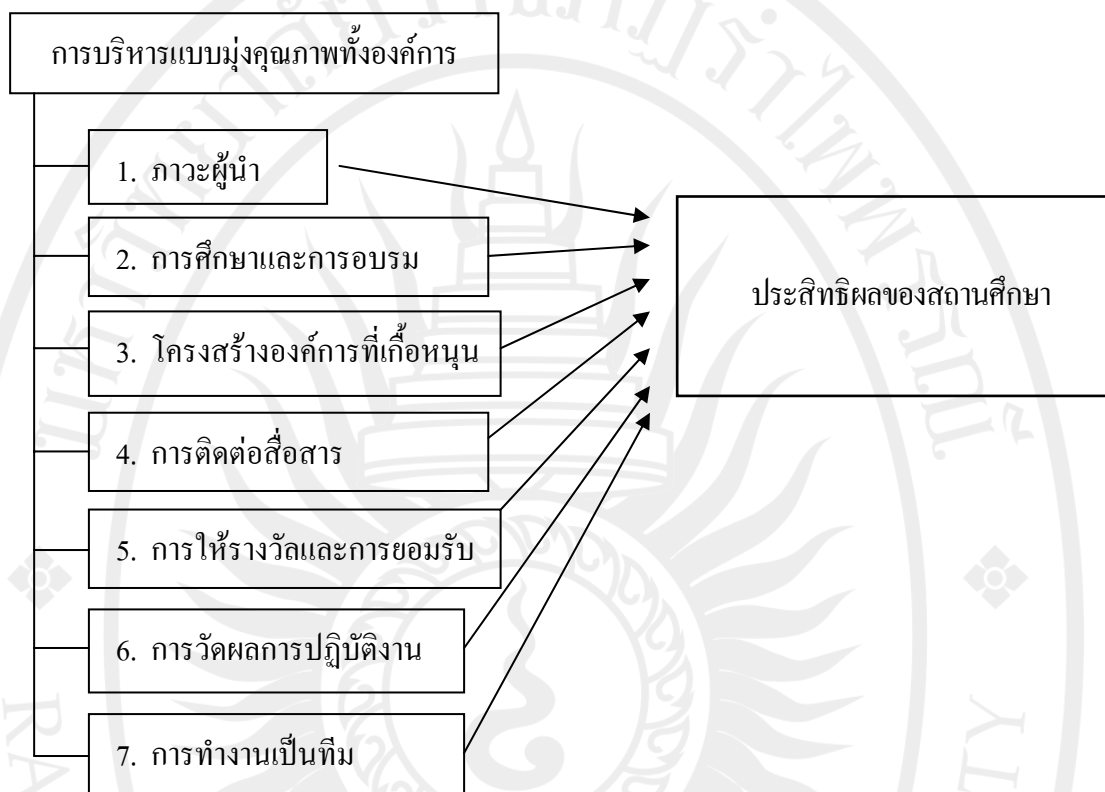 การบริหารแบบมุ่งคุณภาพทั้งองค์การ
1. ภาวะผู้นำ
2. การศึกษาและการอบรม
ประสิทธิผลของสถานศึกษา
3. โครงสร้างองค์การที่เกื้อหนุน
4. การติดต่อสื่อสาร
5. การให้รางวัลและการยอมรับ
6. การวัดผลการปฏิบัติงาน
7. การทำงานเป็นทีม